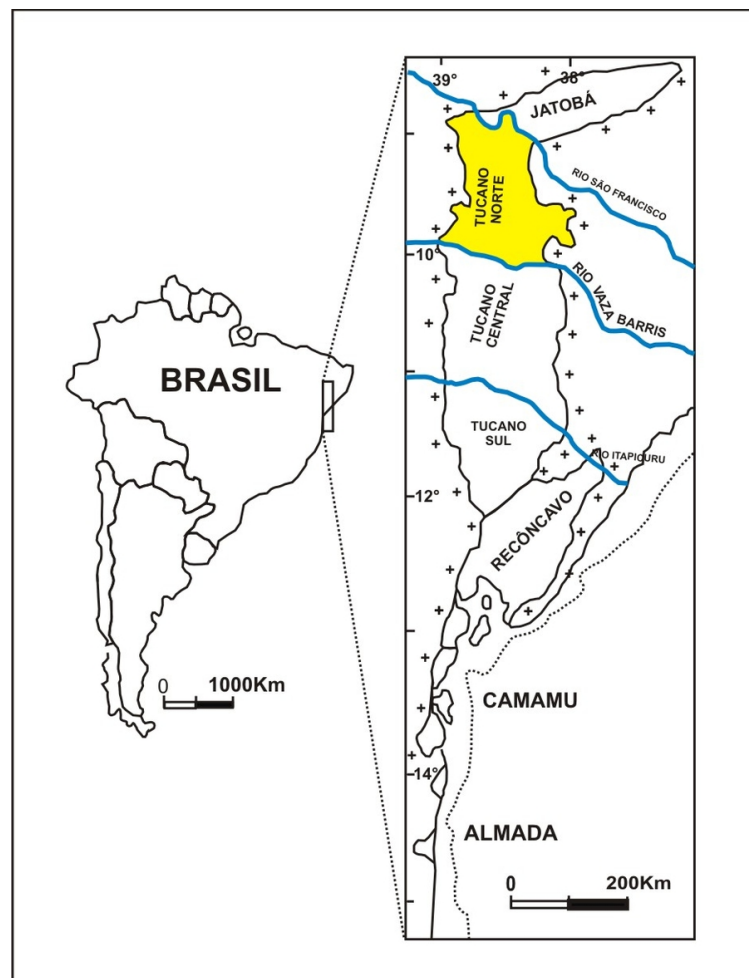 BRASIL
0
1000Km
39°
38°
JATOBÁ
TUCANO
NORTE
RIO SÃO FRANCISCO
10°
RIO VAZA BARRIS
TUCANO
CENTRAL
TUCANO
SUL
RIO ITAPICURU
12°
RECÔNCAVO
CAMAMU
14°
ALMADA
0
200Km